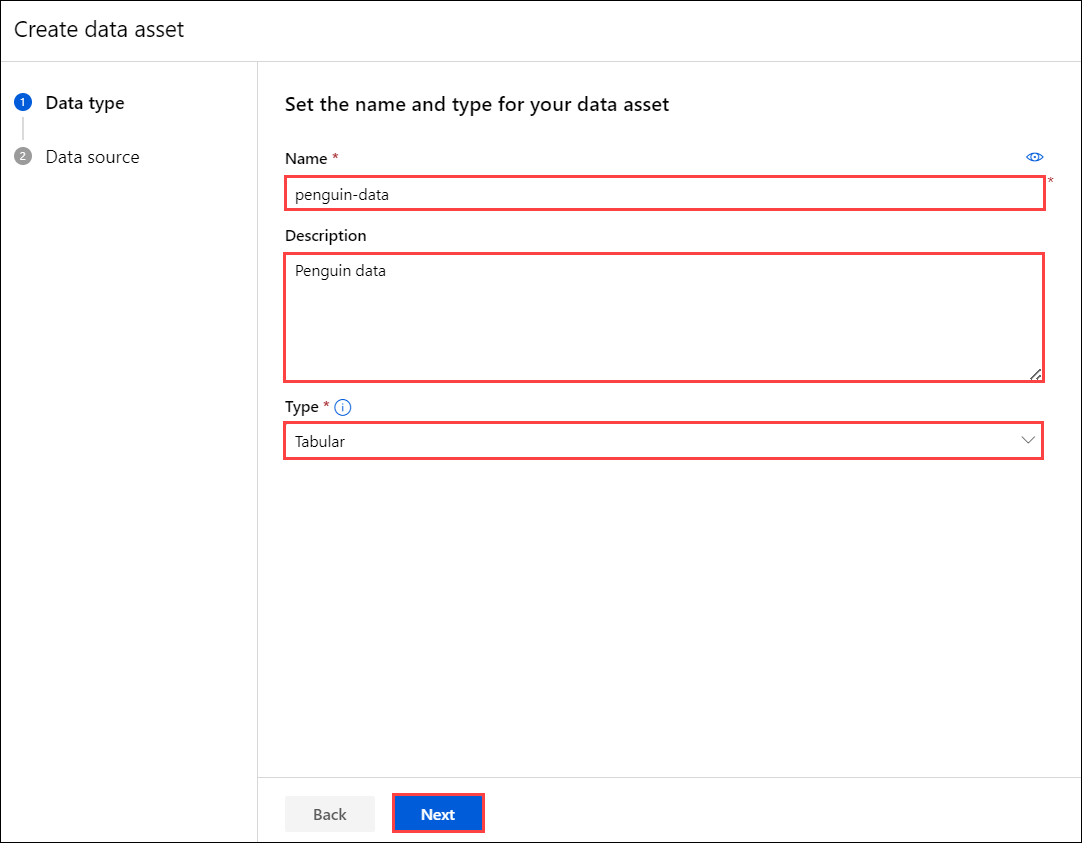 Create data asset
1 Data type
2 Data source
Set the name and type for your data asset
Name *
penguin-data *
Description
Penguin data
Type * i
Tabular
Back Next